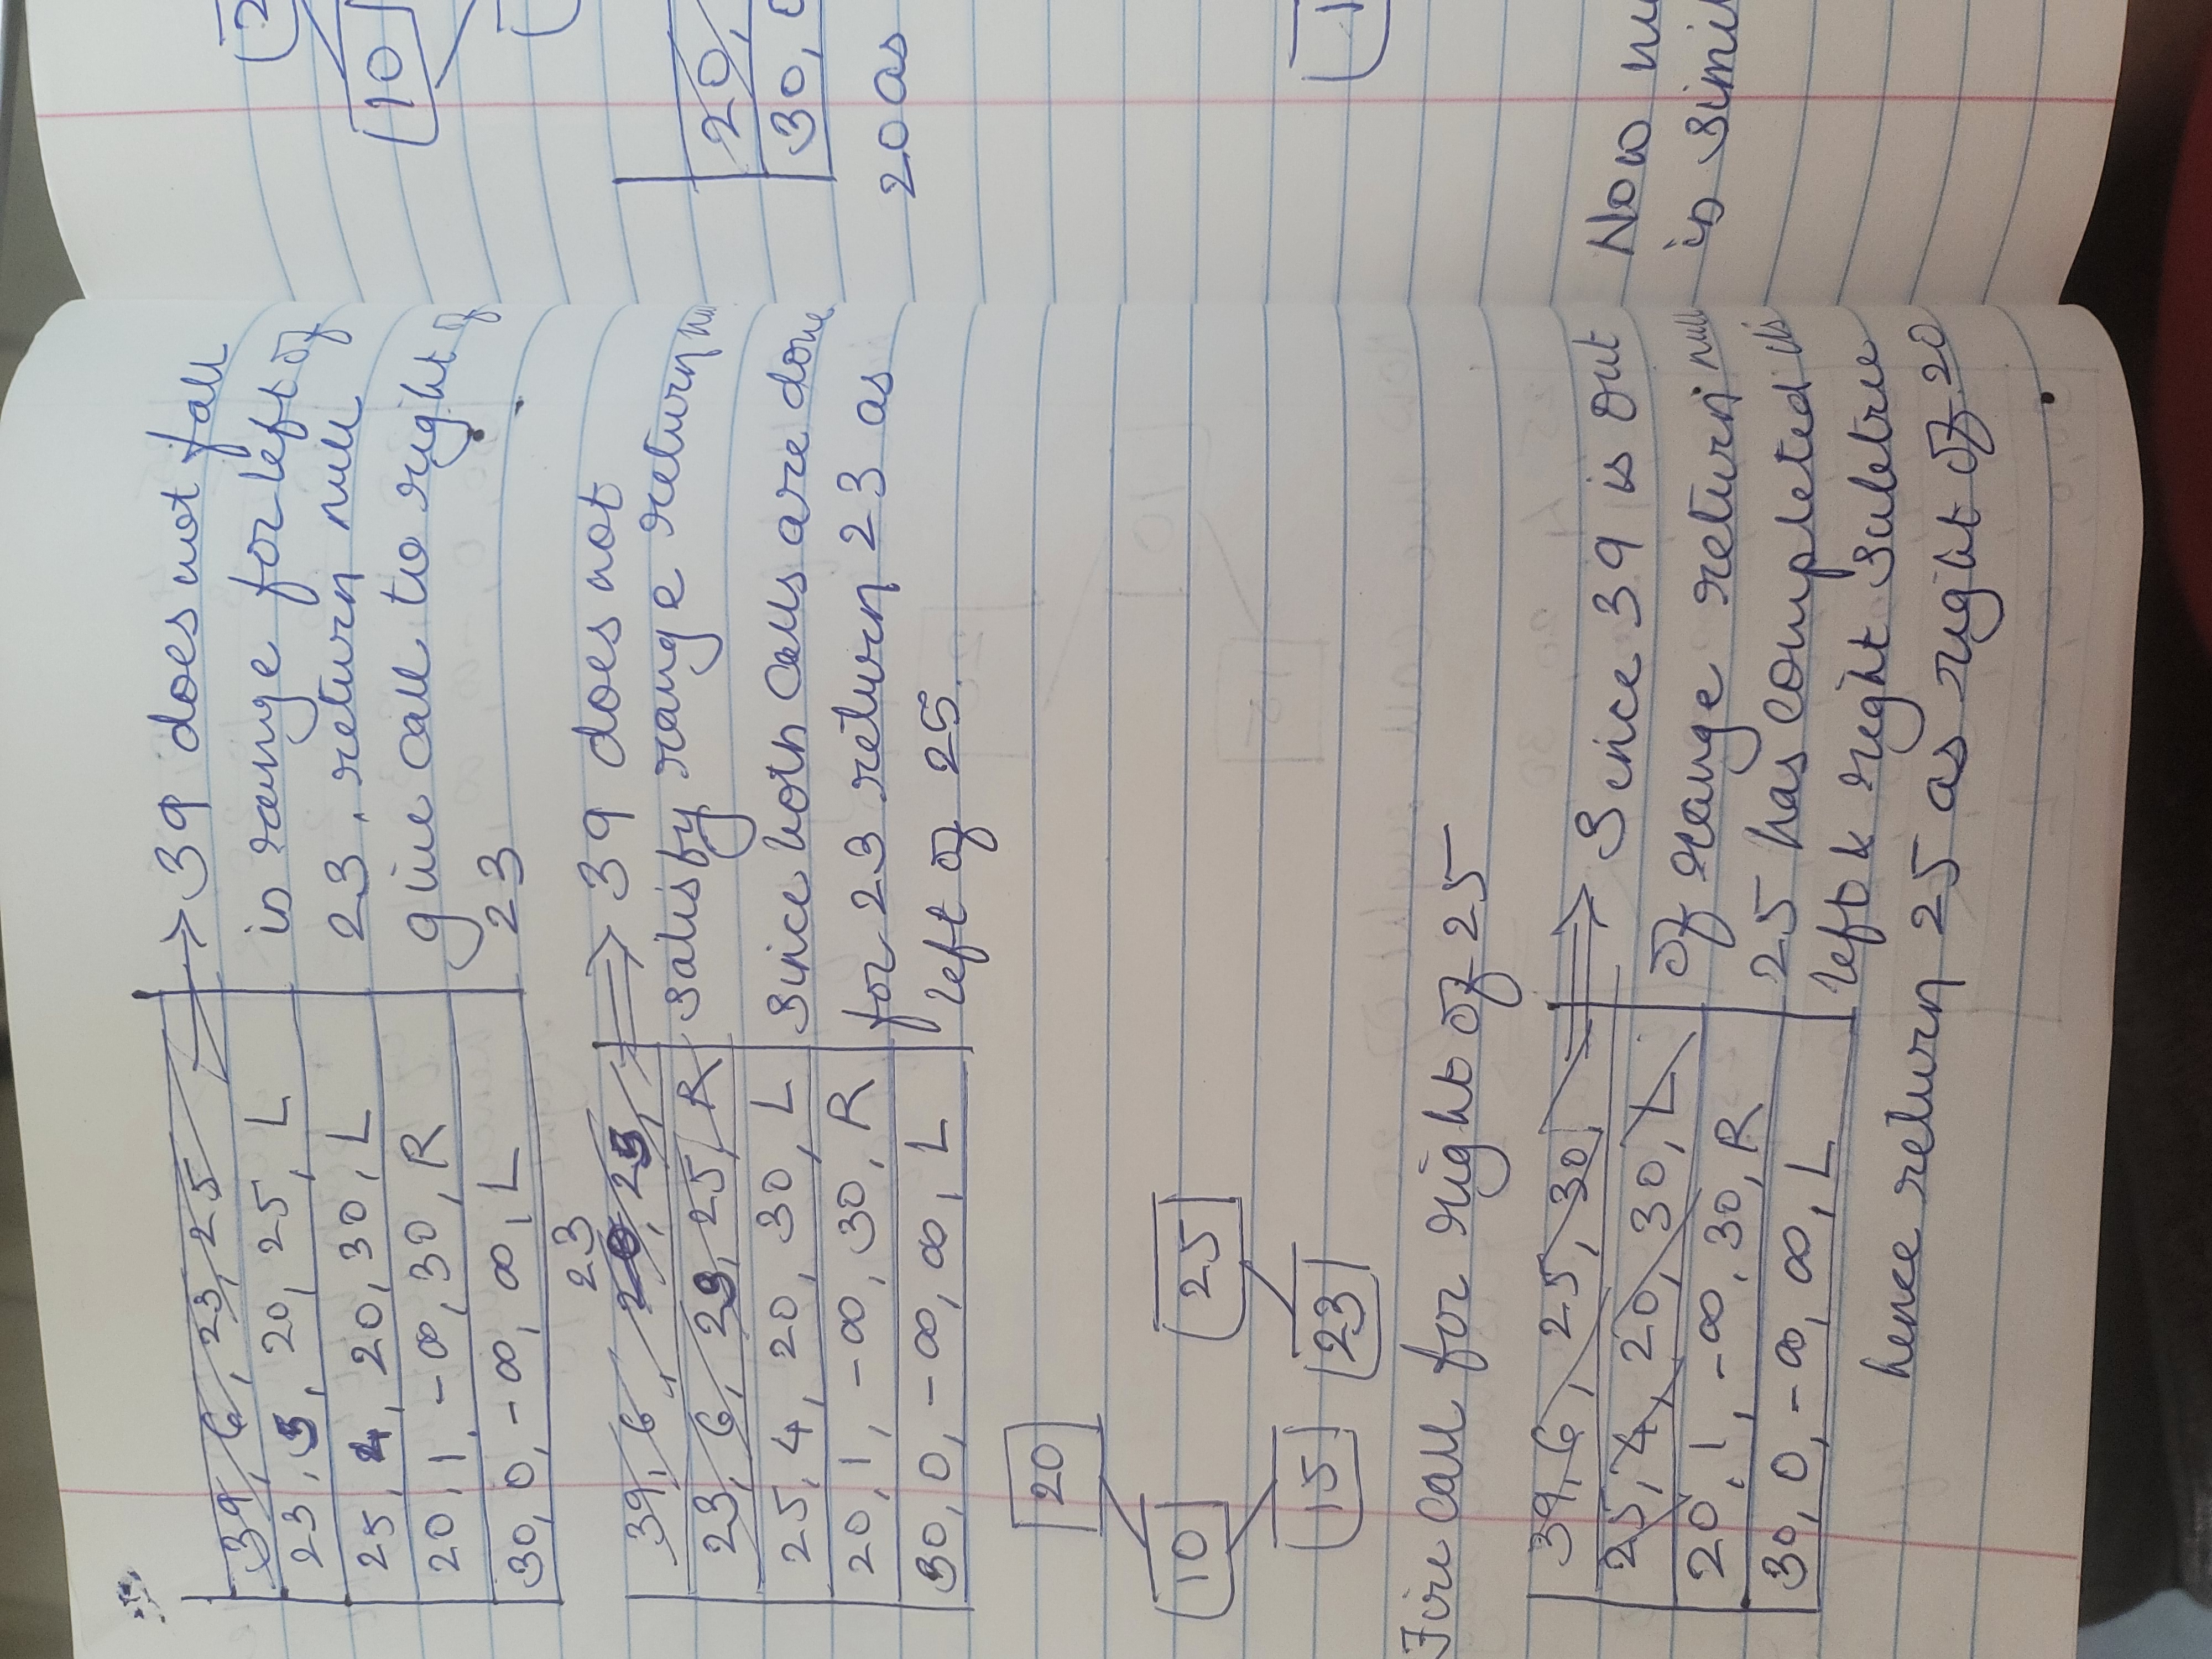 39, 6, 23, 25
23, 5, 20, 25, L
25, 4, 20, 30, L
20, 1, -∞, 30, R
30, 0, -∞, ∞, L
39 does not fall
is range for left of
23, return null
give call to right of
23
23
39, 6, 25,
23, 6, 23, 25, R
25, 4, 20, 30, L
20, 1, -∞, 30, R
30, 0, -∞, ∞, L
39 does not
satisfy range return
Since both calls are done
for 23 return 23 as
left of 25.
20
10
25
15
23
Fire call for right of 25
39, 6, 25, 30,
25, 4, 20, 30, L
20, 1, -∞, 30, R
30, 0, -∞, ∞, L
Since 39 is out
of range return null
25 has completed its
left & right subtree
hence return 25 as right of 20
2
10
20,
30, 0
20 as
1
Now
is